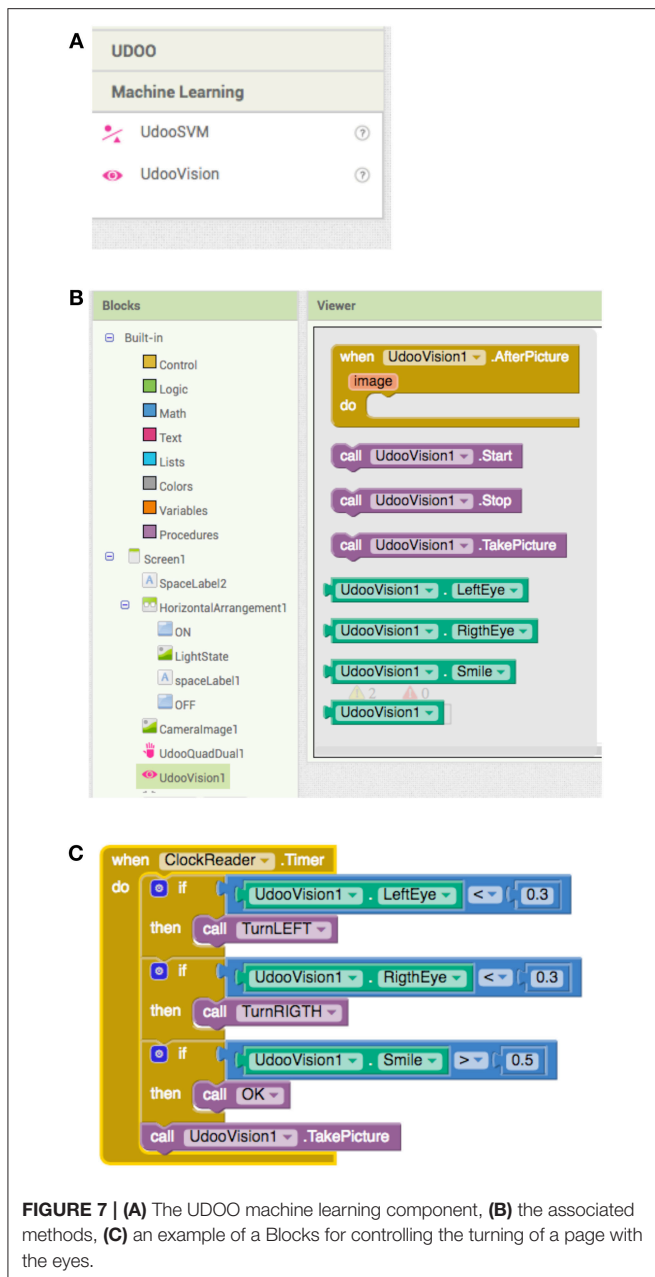 A
UDOO
Machine Learning
UdooSVM ?
UdooVision ?
B
Blocks
Built-in
Control
Logic
Math
Text
Lists
Colors
Variables
Procedures
Screen1
A SpaceLabel2
HorizontalArrangement1
ON
LightState
A spaceLabel1
OFF
CameraImage1
UdooQuadDual1
UdooVision1
Viewer
when UdooVision1 .AfterPicture
image
do
call UdooVision1 .Start
call UdooVision1 .Stop
call UdooVision1 .TakePicture
UdooVision1 . LeftEye
UdooVision1 . RigthEye
UdooVision1 . Smile
2 0
UdooVision1
C
when ClockReader .Timer
do if UdooVision1 . LeftEye < 0.3
then call TurnLEFT
if UdooVision1 . RigthEye < 0.3
then call TurnRIGTH
if UdooVision1 . Smile > 0.5
then call OK
call UdooVision1 .TakePicture
FIGURE 7 | (A) The UDOO machine learning component, (B) the associated
methods, (C) an example of a Blocks for controlling the turning of a page with
the eyes.